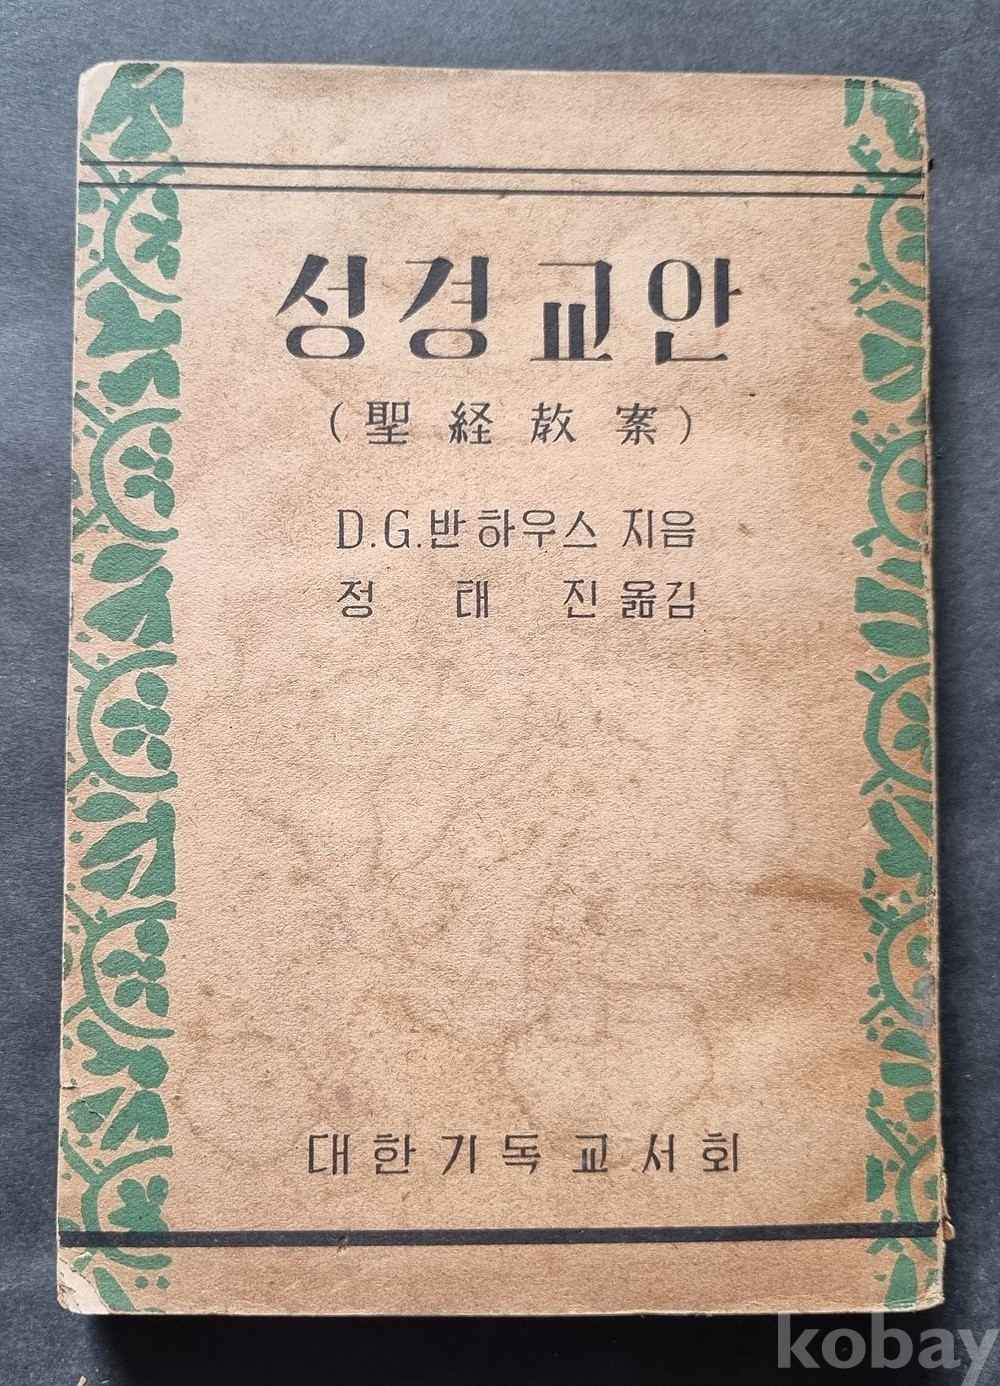 성경교안
(聖経教案)
D.G.반하우스 지음
정태진 옮김
대한기독교서회
kobay